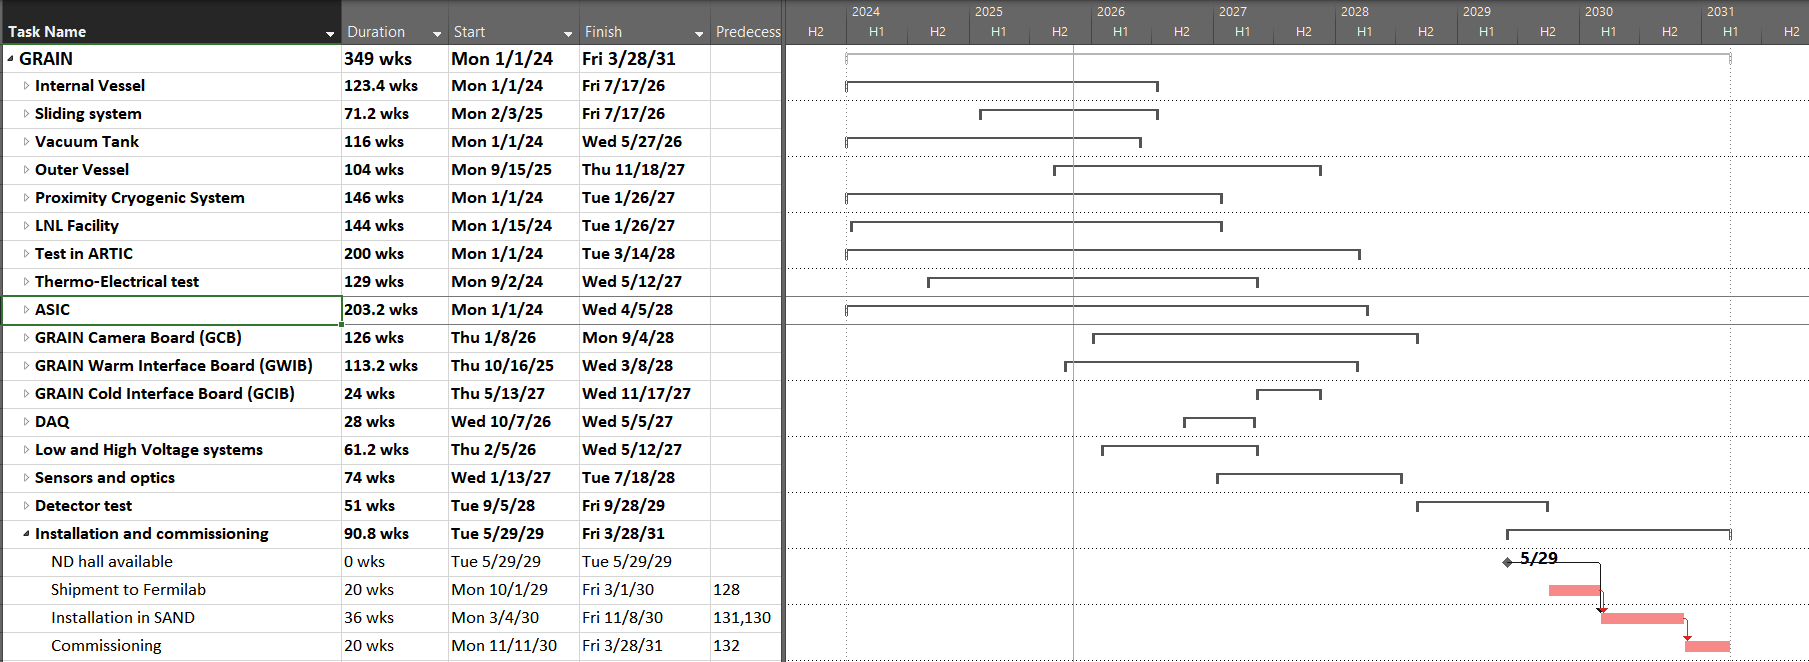 2024 2025 2026 2027 2028 2029 2030 2031
Task Name Duration Start Finish Predecess H2 H1 H2 H1 H2 H1 H2 H1 H2 H1 H2 H1 H2 H1 H2 H1 H2
GRAIN 349 wks Mon 1/1/24 Fri 3/28/31
Internal Vessel 123.4 wks Mon 1/1/24 Fri 7/17/26
Sliding system 71.2 wks Mon 2/3/25 Fri 7/17/26
Vacuum Tank 116 wks Mon 1/1/24 Wed 5/27/26
Outer Vessel 104 wks Mon 9/15/25 Thu 11/18/27
Proximity Cryogenic System 146 wks Mon 1/1/24 Tue 1/26/27
LNL Facility 144 wks Mon 1/15/24 Tue 1/26/27
Test in ARTIC 200 wks Mon 1/1/24 Tue 3/14/28
Thermo-Electrical test 129 wks Mon 9/2/24 Wed 5/12/27
ASIC 203.2 wks Mon 1/1/24 Wed 4/5/28
GRAIN Camera Board (GCB) 126 wks Thu 1/8/26 Mon 9/4/28
GRAIN Warm Interface Board (GWIB) 113.2 wks Thu 10/16/25 Wed 3/8/28
GRAIN Cold Interface Board (GCIB) 24 wks Thu 5/13/27 Wed 11/17/27
DAQ 28 wks Wed 10/7/26 Wed 5/5/27
Low and High Voltage systems 61.2 wks Thu 2/5/26 Wed 5/12/27
Sensors and optics 74 wks Wed 1/13/27 Tue 7/18/28
Detector test 51 wks Tue 9/5/28 Fri 9/28/29
Installation and commissioning 90.8 wks Tue 5/29/29 Fri 3/28/31
ND hall available 0 wks Tue 5/29/29 Tue 5/29/29 5/29
Shipment to Fermilab 20 wks Mon 10/1/29 Fri 3/1/30 128
Installation in SAND 36 wks Mon 3/4/30 Fri 11/8/30 131,130
Commissioning 20 wks Mon 11/11/30 Fri 3/28/31 132